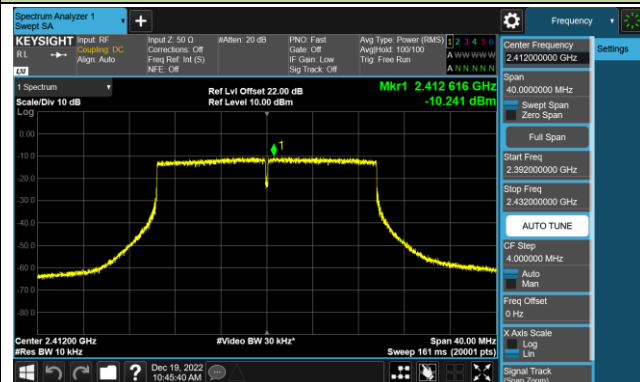 Spectrum Analyzer 1
Swept SA
Frequency
KEYSIGHT
Input: RF
Coupling: DC
Align: Auto
Input Z: 50 Ω
Corrections: Off
Freq Ref: Int (S)
NFE: Off
#Atten: 20 dB
PNO: Fast
Gate: Off
IF Gain: Low
Sig Track: Off
Avg Type: Power (RMS)
Avg|Hold: 100/100
Trig: Free Run
1 2 3 4 5 6
A W W W W W
A N N N N N
RL
LXI
1 Spectrum
Scale/Div 10 dB
Ref Lvl Offset 22.00 dB
Ref Level 10.00 dBm
Mkr1 2.412 616 GHz
-10.241 dBm
Log
1
0.00
-10.0
-20.0
-30.0
-40.0
-50.0
-60.0
-70.0
-80.0
Center 2.41200 GHz
#Res BW 10 kHz
#Video BW 30 kHz*
Span 40.00 MHz
Sweep 161 ms (20001 pts)
Dec 19, 2022
10:45:40 AM
Center Frequency
2.412000000 GHz
Settings
Span
40.0000000 MHz
Swept Span
Zero Span
Full Span
Start Freq
2.392000000 GHz
Stop Freq
2.432000000 GHz
AUTO TUNE
CF Step
4.000000 MHz
Auto
Man
Freq Offset
0 Hz
X Axis Scale
Log
Lin
Signal Track
(Span Zoom)